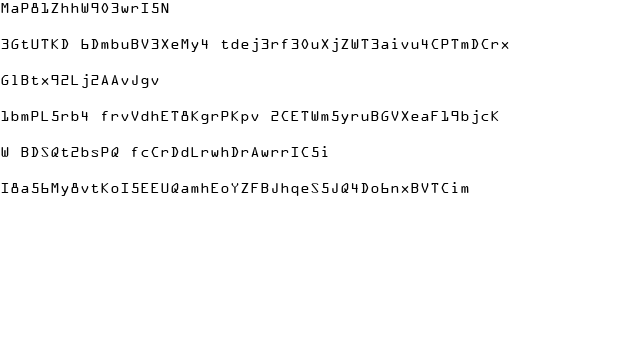 MaP81ZhhW903wrI5N
3GtUTKD 6DmbuBV3XeMy4 tdej3rf30uXjZWT3aivu4CPTmDCrx
G1Btx92Lj2AAvJgv
1bmPL5rb4 frvVdhET8KgrPKpv 2CETWm5yruBGVXeaF19bjcK
W BDSQt2bsPQ fcCrDdLrwhDrAwrrIC5i
I8a56My8vtKoI5EEUQamhEoYZFBJhqeS5JQ4Do6nxBVTCim